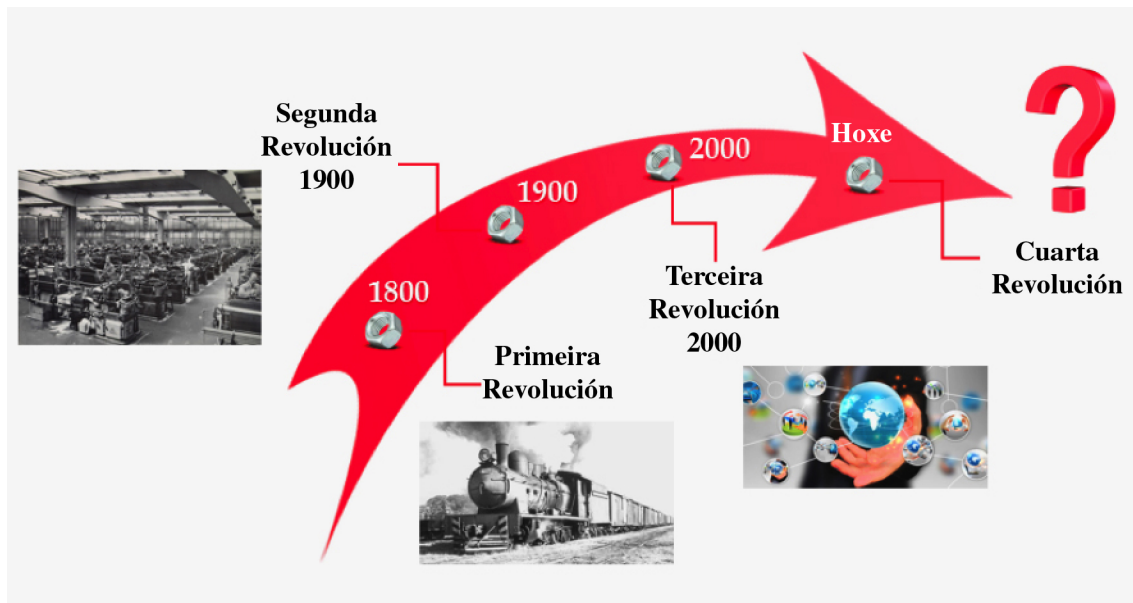 Segunda
Revolución
1900
1800
1900
2000
Hoxe
Primeira
Revolución
Terceira
Revolución
2000
Cuarta
Revolución
?